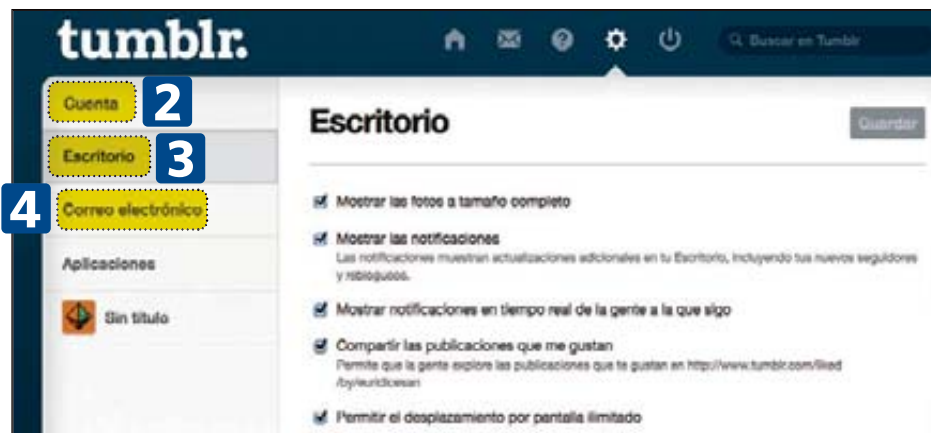 tumblr.
Buscar en Tumblr
Cuenta
2
Escritorio
Guardar
Escritorio
3
4
Correo electrónico
Mostrar las fotos a tamaño completo
Mostrar las notificaciones
Las notificaciones muestran actualizaciones adicionales en tu Escritorio, incluyendo tus nuevos seguidores
y reblogueos.
Aplicaciones
Mostrar notificaciones en tiempo real de la gente a la que sigo
Sin título
Compartir las publicaciones que me gustan
Permite que la gente explore las publicaciones que te gustan en http://www.tumblr.com/liked
/by/euridicesan
Permitir el desplazamiento por pantalla ilimitado